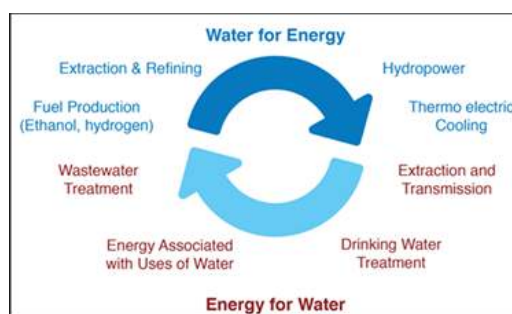 Water for Energy
Extraction & Refining
Hydropower
Fuel Production
(Ethanol, hydrogen)
Thermo electric
Cooling
Wastewater
Treatment
Extraction and
Transmission
Energy Associated
with Uses of Water
Drinking Water
Treatment
Energy for Water